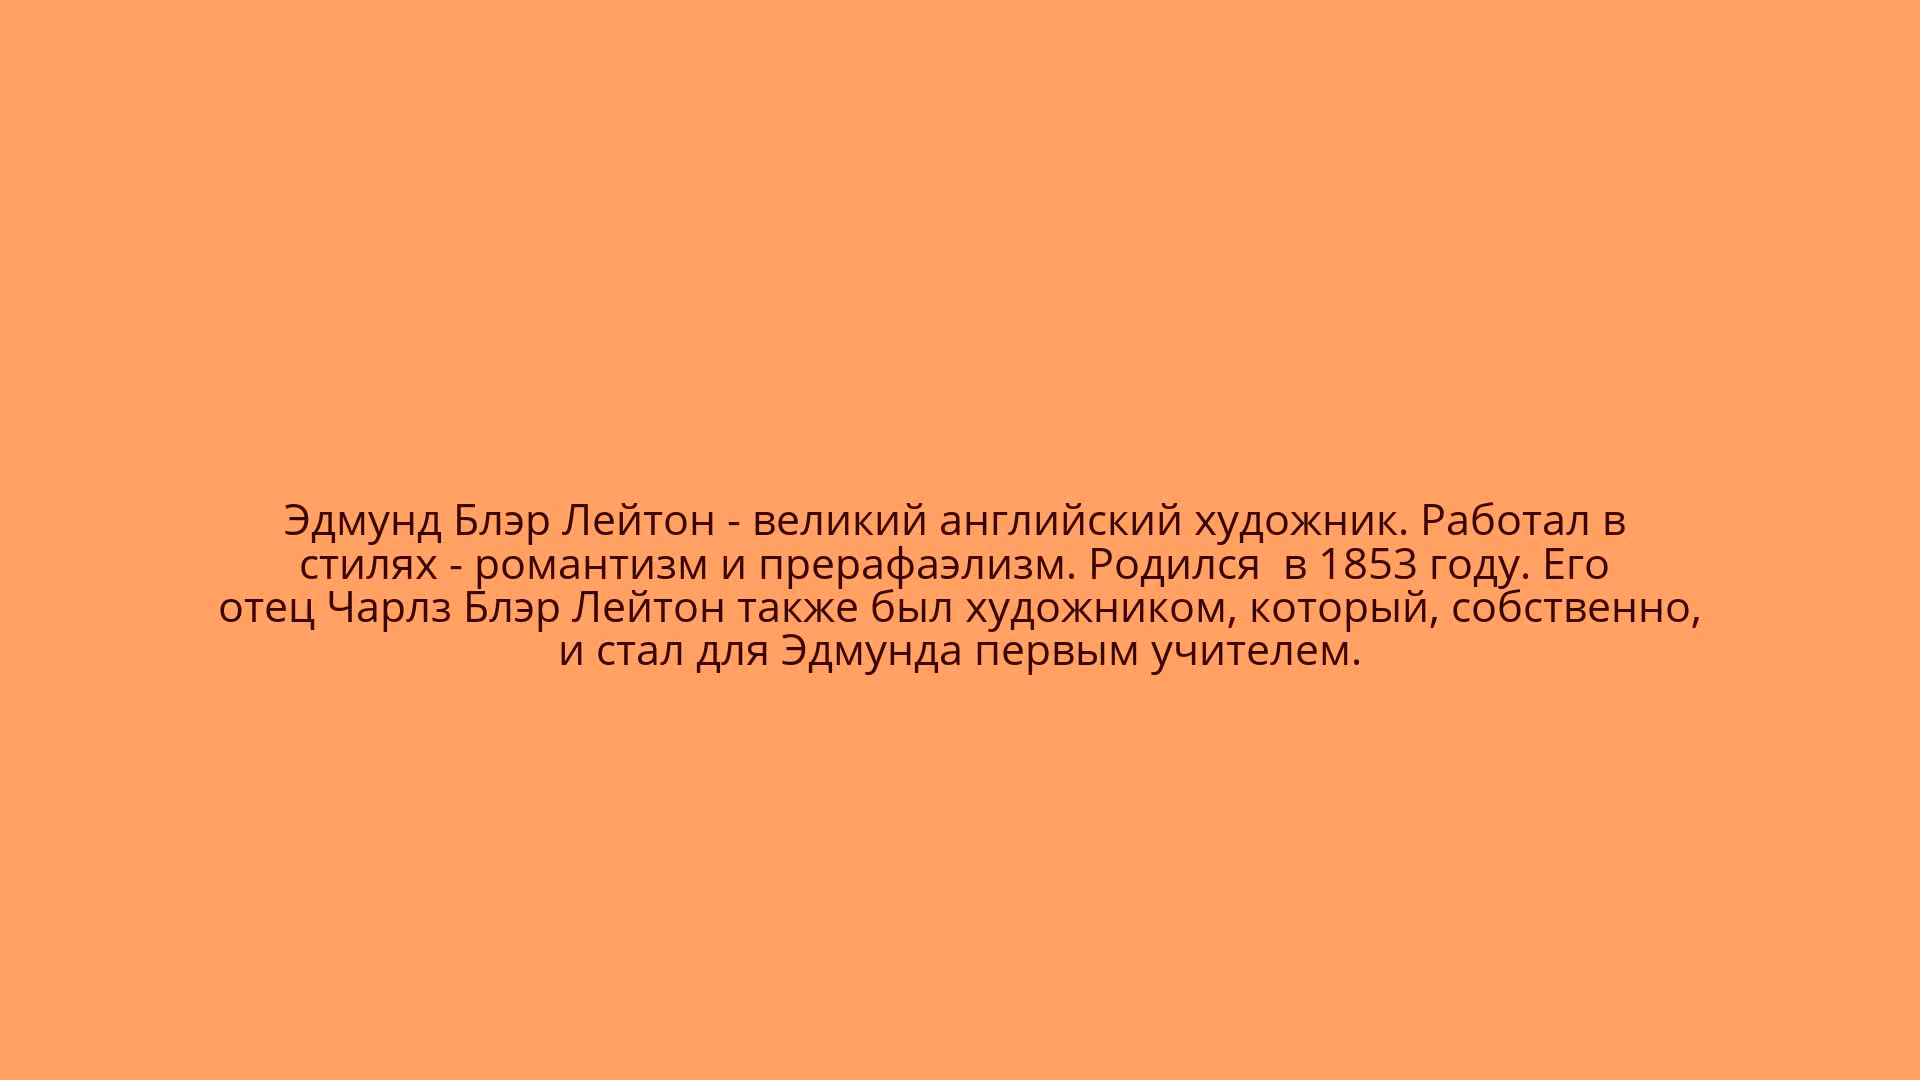 Эдмунд Блэр Лейтон - великий английский художник. Работал в
стилях - романтизм и прерафаэлизм. Родился  в 1853 году. Его
отец Чарлз Блэр Лейтон также был художником, который, собственно,
и стал для Эдмунда первым учителем.